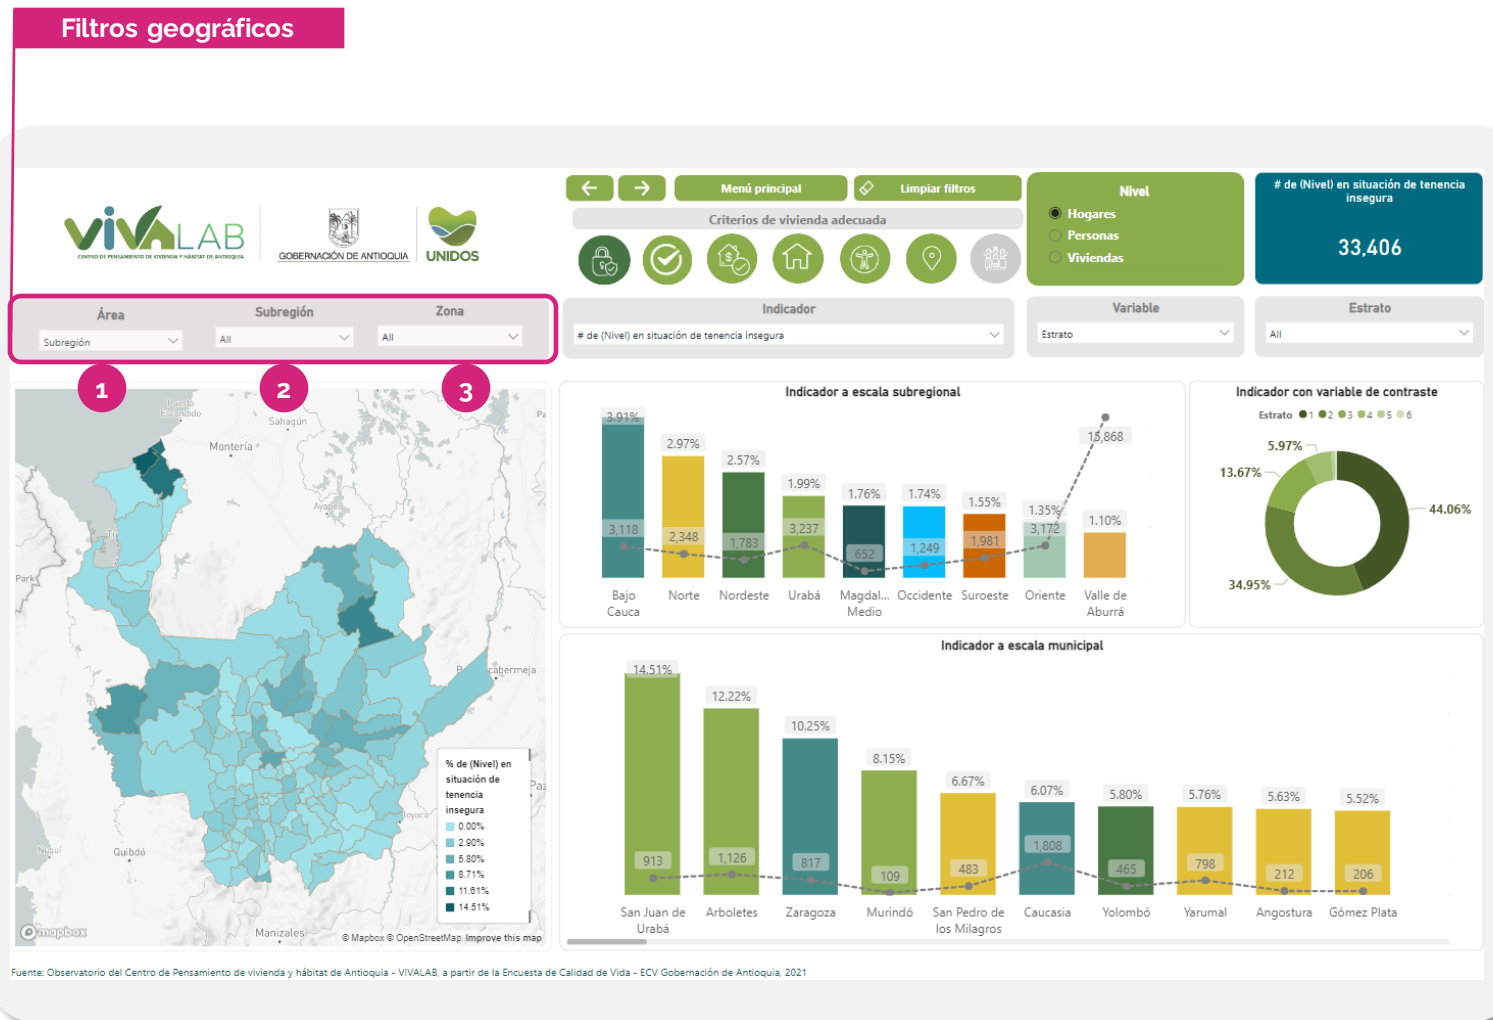 Filtros geográficos
VIVALAB
CENTRO DE PENSAMIENTO DE VIVIENDA Y HÁBITAT DE ANTIOQUIA
GOBERNACIÓN DE ANTIOQUIA
UNIDOS
Menú principal
Limpiar filtros
Criterios de vivienda adecuada
Nivel
Hogares
Personas
Viviendas
# de (Nivel) en situación de tenencia
insegura
33,406
Área
Subregión
Subregión
All
Zona
All
Indicador
# de (Nivel) en situación de tenencia insegura
Variable
Estrato
Estrato
All
1
2
3
Puerto
Escondido
Sahagún
Montería
Ayapel
Park
cabermeja
Boyacá
Nuquí
Quibdó
Manizales
Pa
Paz
% de (Nivel) en
situación de
tenencia
insegura
0.00%
2.90%
5.80%
8.71%
11.61%
14.51%
mapbox
© Mapbox © OpenStreetMap Improve this map
Indicador a escala subregional
3.91%
2.97%
2.57%
1.99%
1.76%
1.74%
1.55%
1.35%
1.10%
3,118
2,348
1,783
3,237
652
1,249
1,981
3,172
15,868
Bajo
Cauca
Norte
Nordeste
Urabá
Magdal...
Medio
Occidente
Suroeste
Oriente
Valle de
Aburrá
Indicador con variable de contraste
Estrato 1 2 3 4 5 6
5.97%
13.67%
44.06%
34.95%
Indicador a escala municipal
14.51%
12.22%
10.25%
8.15%
6.67%
6.07%
5.80%
5.76%
5.63%
5.52%
913
1,126
817
109
483
1,808
465
798
212
206
San Juan de
Urabá
Arboletes
Zaragoza
Murindó
San Pedro de
los Milagros
Caucasia
Yolombó
Yarumal
Angostura
Gómez Plata
Fuente: Observatorio del Centro de Pensamiento de vivienda y hábitat de Antioquia - VIVALAB, a partir de la Encuesta de Calidad de Vida - ECV Gobernación de Antioquia, 2021